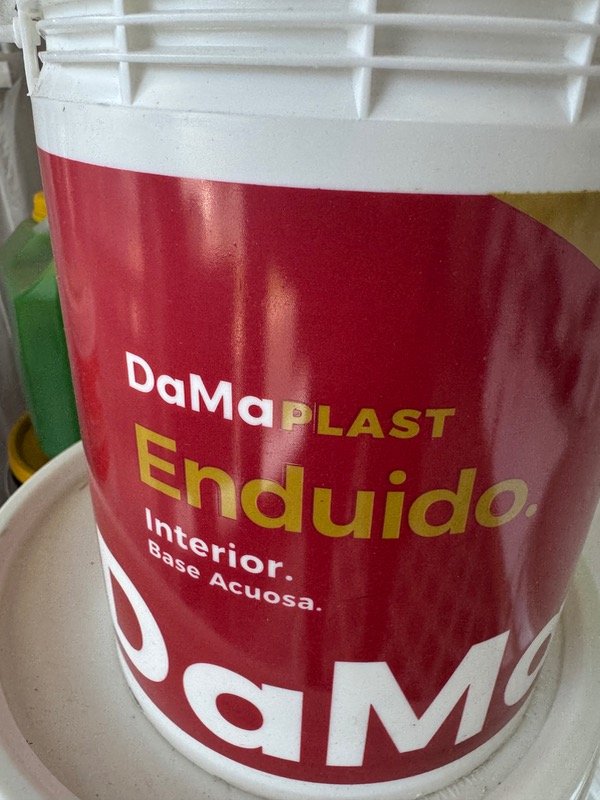 DaMaPLAST
Enduido.
Interior.
Base Acuosa.
DaMa